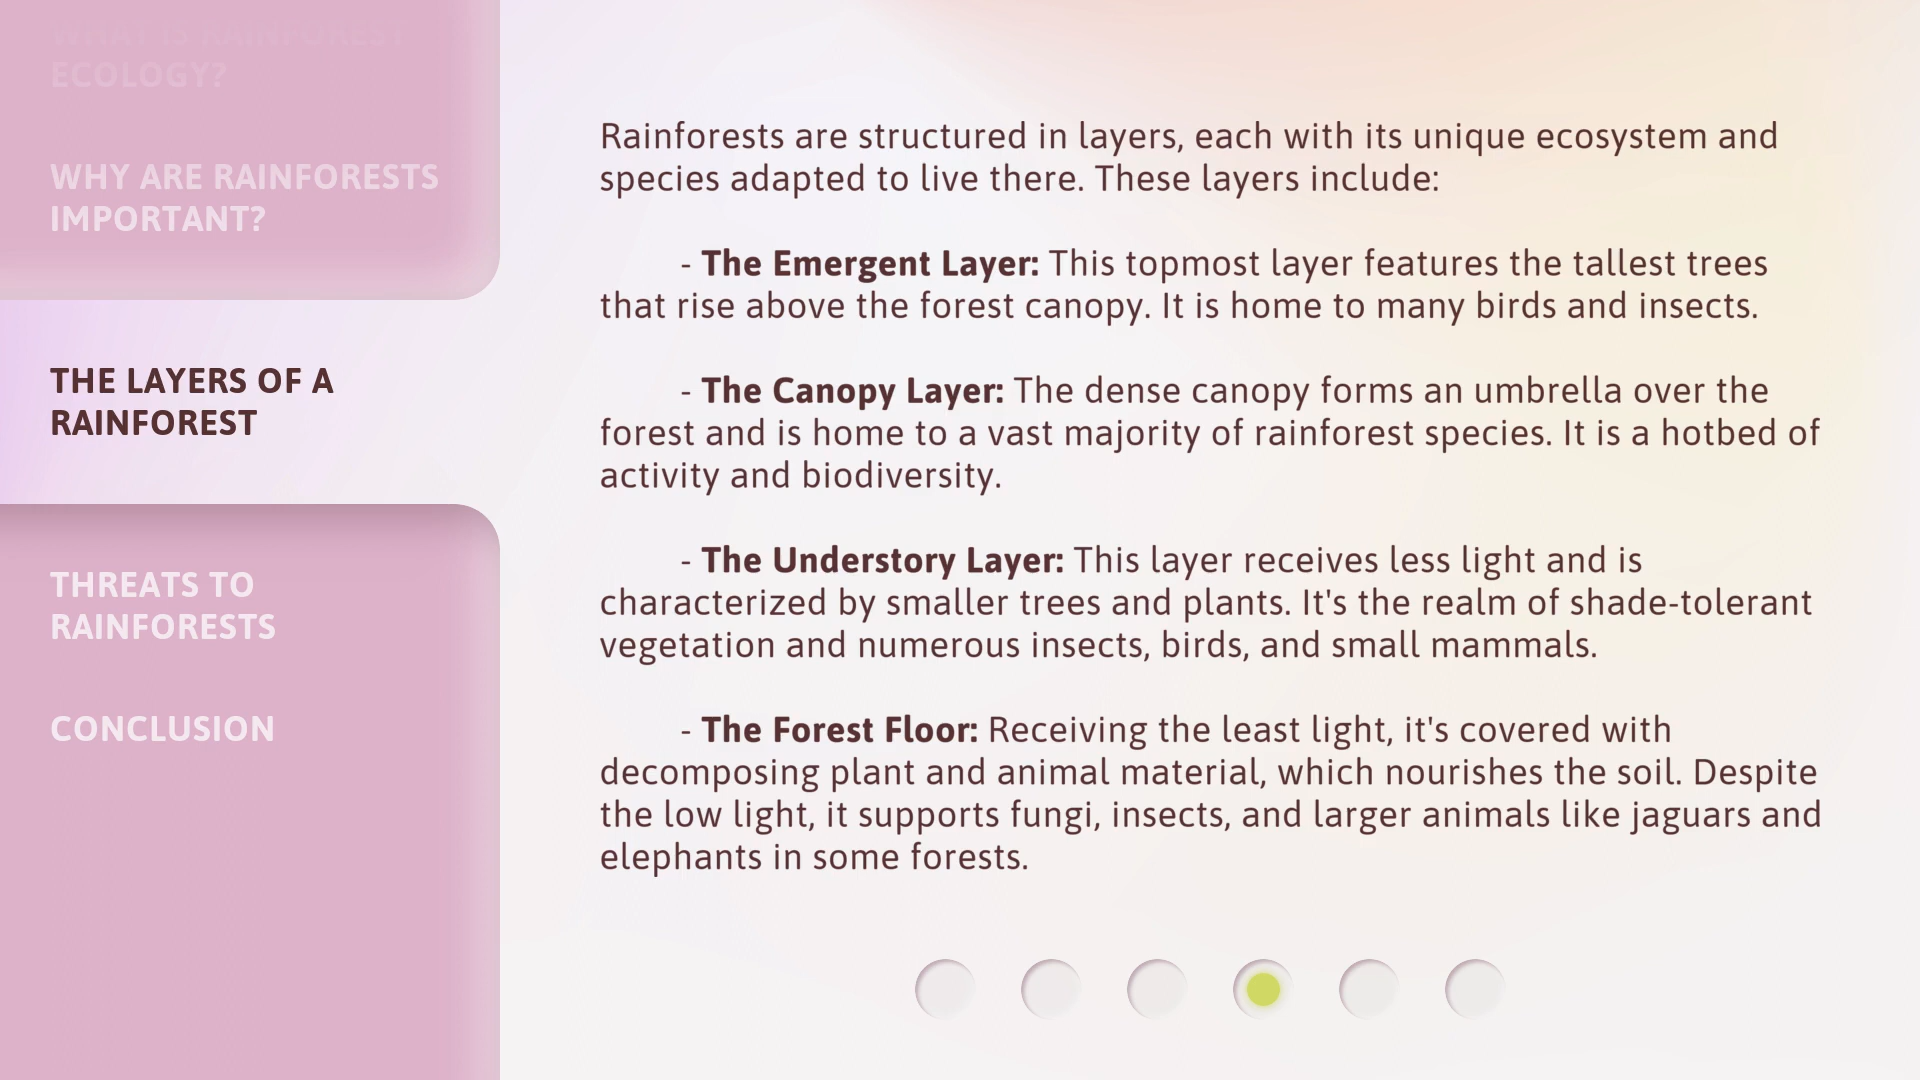 WHAT IS RAINFOREST
ECOLOGY?
WHY ARE RAINFORESTS
IMPORTANT?
THE LAYERS OF A
RAINFOREST
THREATS TO
RAINFORESTS
CONCLUSION
Rainforests are structured in layers, each with its unique ecosystem and
species adapted to live there. These layers include:
- The Emergent Layer: This topmost layer features the tallest trees
that rise above the forest canopy. It is home to many birds and insects.
- The Canopy Layer: The dense canopy forms an umbrella over the
forest and is home to a vast majority of rainforest species. It is a hotbed of
activity and biodiversity.
- The Understory Layer: This layer receives less light and is
characterized by smaller trees and plants. It's the realm of shade-tolerant
vegetation and numerous insects, birds, and small mammals.
- The Forest Floor: Receiving the least light, it's covered with
decomposing plant and animal material, which nourishes the soil. Despite
the low light, it supports fungi, insects, and larger animals like jaguars and
elephants in some forests.